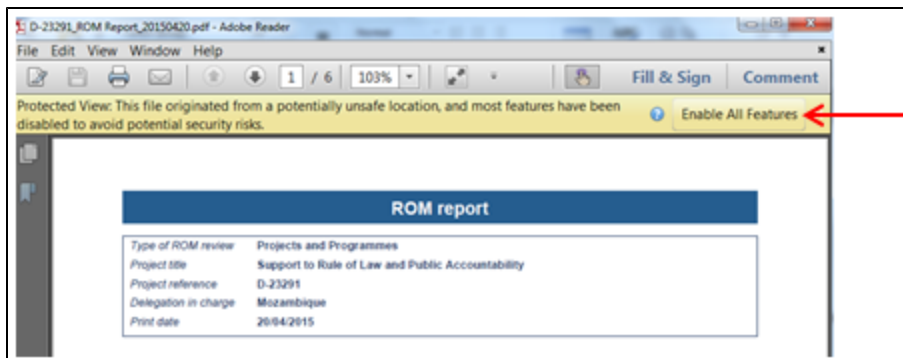 D-23291_ROM Report_20150420.pdf - Adobe Reader
File Edit View Window Help
1 / 6 103% Fill & Sign Comment
Protected View: This file originated from a potentially unsafe location, and most features have been
disabled to avoid potential security risks.
Enable All Features
ROM report
Type of ROM review Projects and Programmes
Project title Support to Rule of Law and Public Accountability
Project reference D-23291
Delegation in charge Mozambique
Print date 20/04/2015